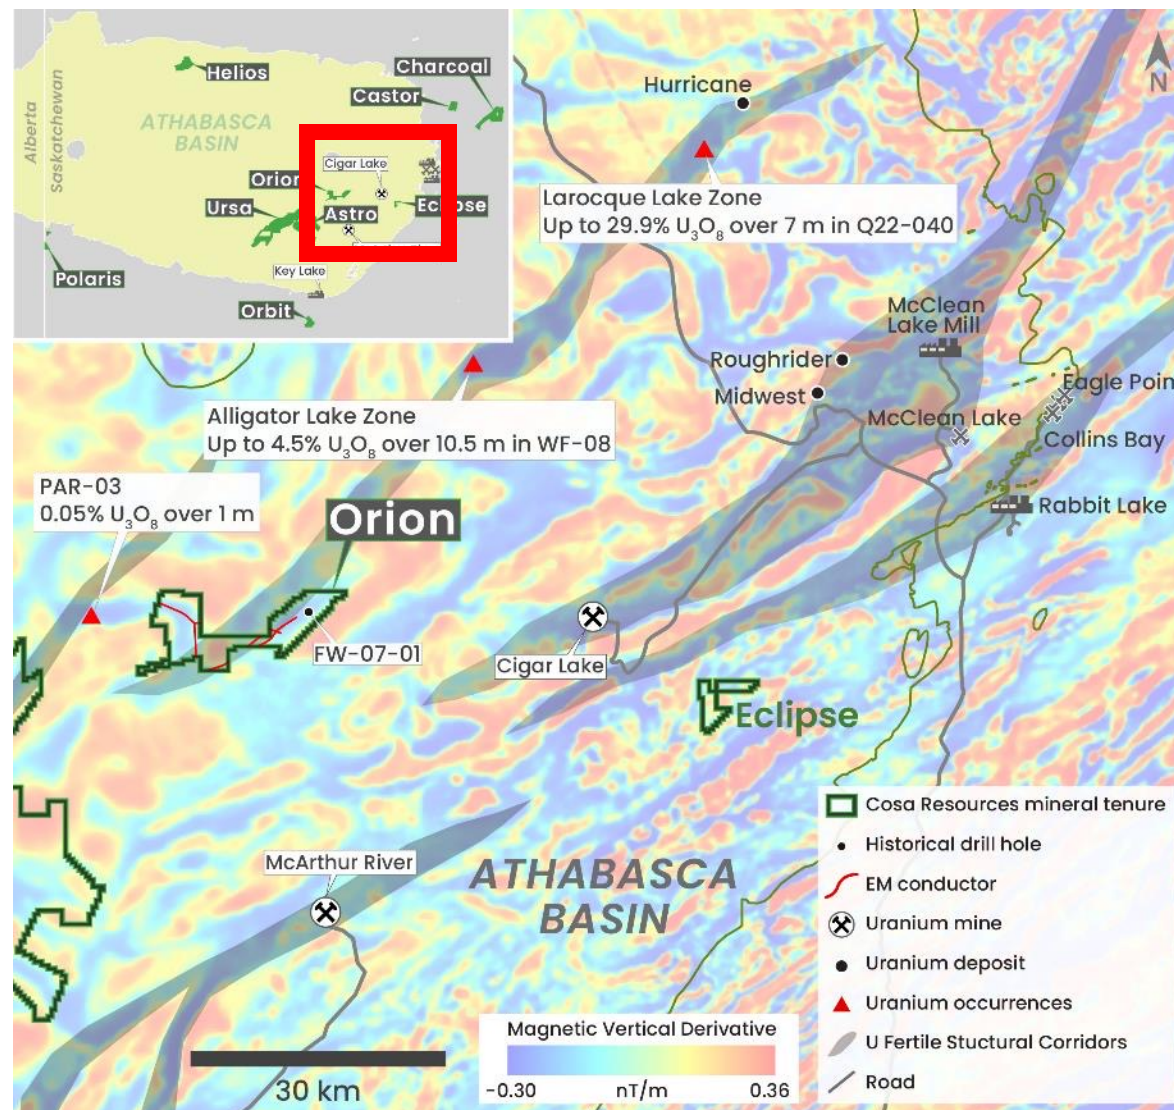 Alberta
Saskatchewan
Helios
Charcoal
Castor
ATHABASCA
BASIN
Cigar Lake
Orion
Ursa
Astro
Eclipse
Polaris
Key Lake
Orbit
N
Hurricane
Larocque Lake Zone
Up to 29.9% U₃O₈ over 7 m in Q22-040
McClean
Lake Mill
Roughrider
Midwest
Eagle Poin
McClean Lake
Collins Bay
Rabbit Lake
Alligator Lake Zone
Up to 4.5% U₃O₈ over 10.5 m in WF-08
PAR-03
0.05% U₃O₈ over 1 m
Orion
FW-07-01
Cigar Lake
Eclipse
McArthur River
ATHABASCA
BASIN
Cosa Resources mineral tenure
Historical drill hole
EM conductor
Uranium mine
Uranium deposit
Uranium occurrences
U Fertile Stuctural Corridors
Road
Magnetic Vertical Derivative
-0.30 nT/m 0.36
30 km